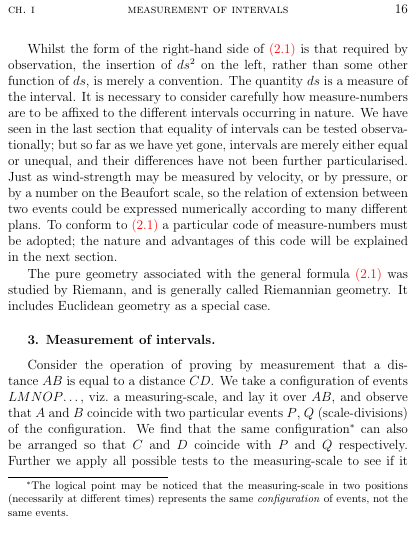 CH. I MEASUREMENT OF INTERVALS 16
Whilst the form of the right-hand side of (2.1) is that required by
observation, the insertion of ds² on the left, rather than some other
function of ds, is merely a convention. The quantity ds is a measure of
the interval. It is necessary to consider carefully how measure-numbers
are to be affixed to the different intervals occurring in nature. We have
seen in the last section that equality of intervals can be tested observa-
tionally; but so far as we have yet gone, intervals are merely either equal
or unequal, and their differences have not been further particularised.
Just as wind-strength may be measured by velocity, or by pressure, or
by a number on the Beaufort scale, so the relation of extension between
two events could be expressed numerically according to many different
plans. To conform to (2.1) a particular code of measure-numbers must
be adopted; the nature and advantages of this code will be explained
in the next section.
The pure geometry associated with the general formula (2.1) was
studied by Riemann, and is generally called Riemannian geometry. It
includes Euclidean geometry as a special case.
3. Measurement of intervals.
Consider the operation of proving by measurement that a dis-
tance AB is equal to a distance CD. We take a configuration of events
LMNOP..., viz. a measuring-scale, and lay it over AB, and observe
that A and B coincide with two particular events P, Q (scale-divisions)
of the configuration. We find that the same configuration* can also
be arranged so that C and D coincide with P and Q respectively.
Further we apply all possible tests to the measuring-scale to see if it
*The logical point may be noticed that the measuring-scale in two positions
(necessarily at different times) represents the same configuration of events, not the
same events.